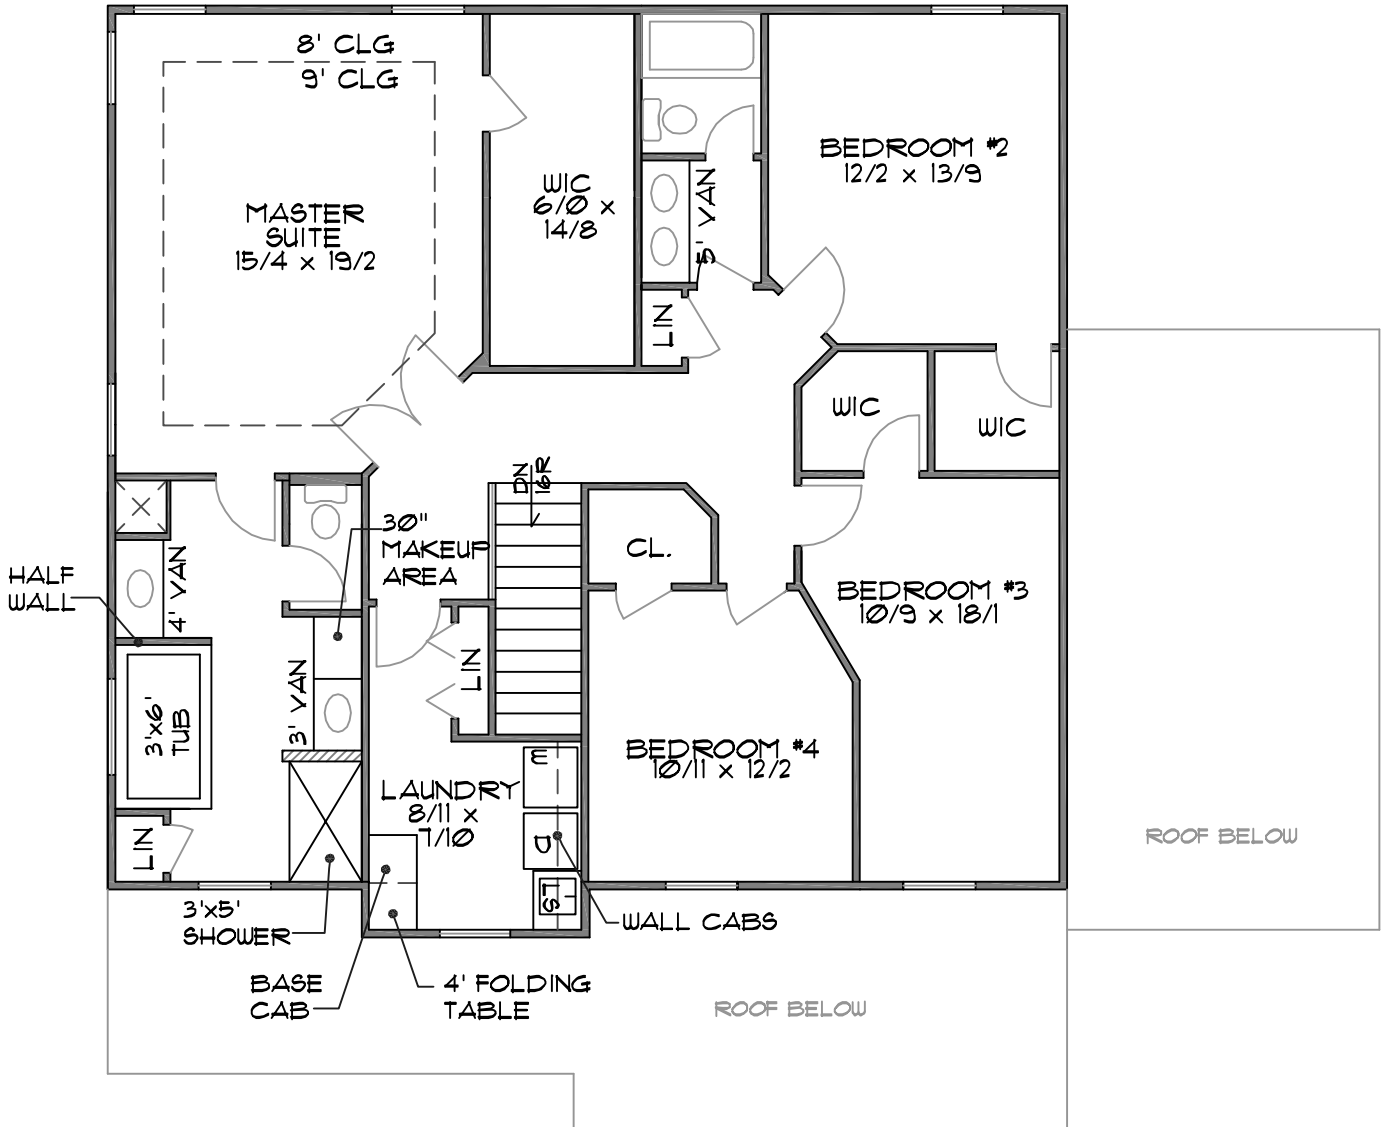 8' CLG
9' CLG
MASTER
SUITE
15/4 x 19/2
WIC
6/0 x
14/8
5' VAN
LIN
BEDROOM #2
12/2 x 13/9
WIC
WIC
DN
16R
30"
MAKEUP
AREA
CL.
HALF
WALL
4' VAN
3'x6'
TUB
3' VAN
LIN
LIN
BEDROOM #3
10/9 x 18/1
BEDROOM #4
10/11 x 12/2
LAUNDRY
8/11 x
7/10
W
D
ST
ROOF BELOW
3'x5'
SHOWER
WALL CABS
BASE
CAB
4' FOLDING
TABLE
ROOF BELOW